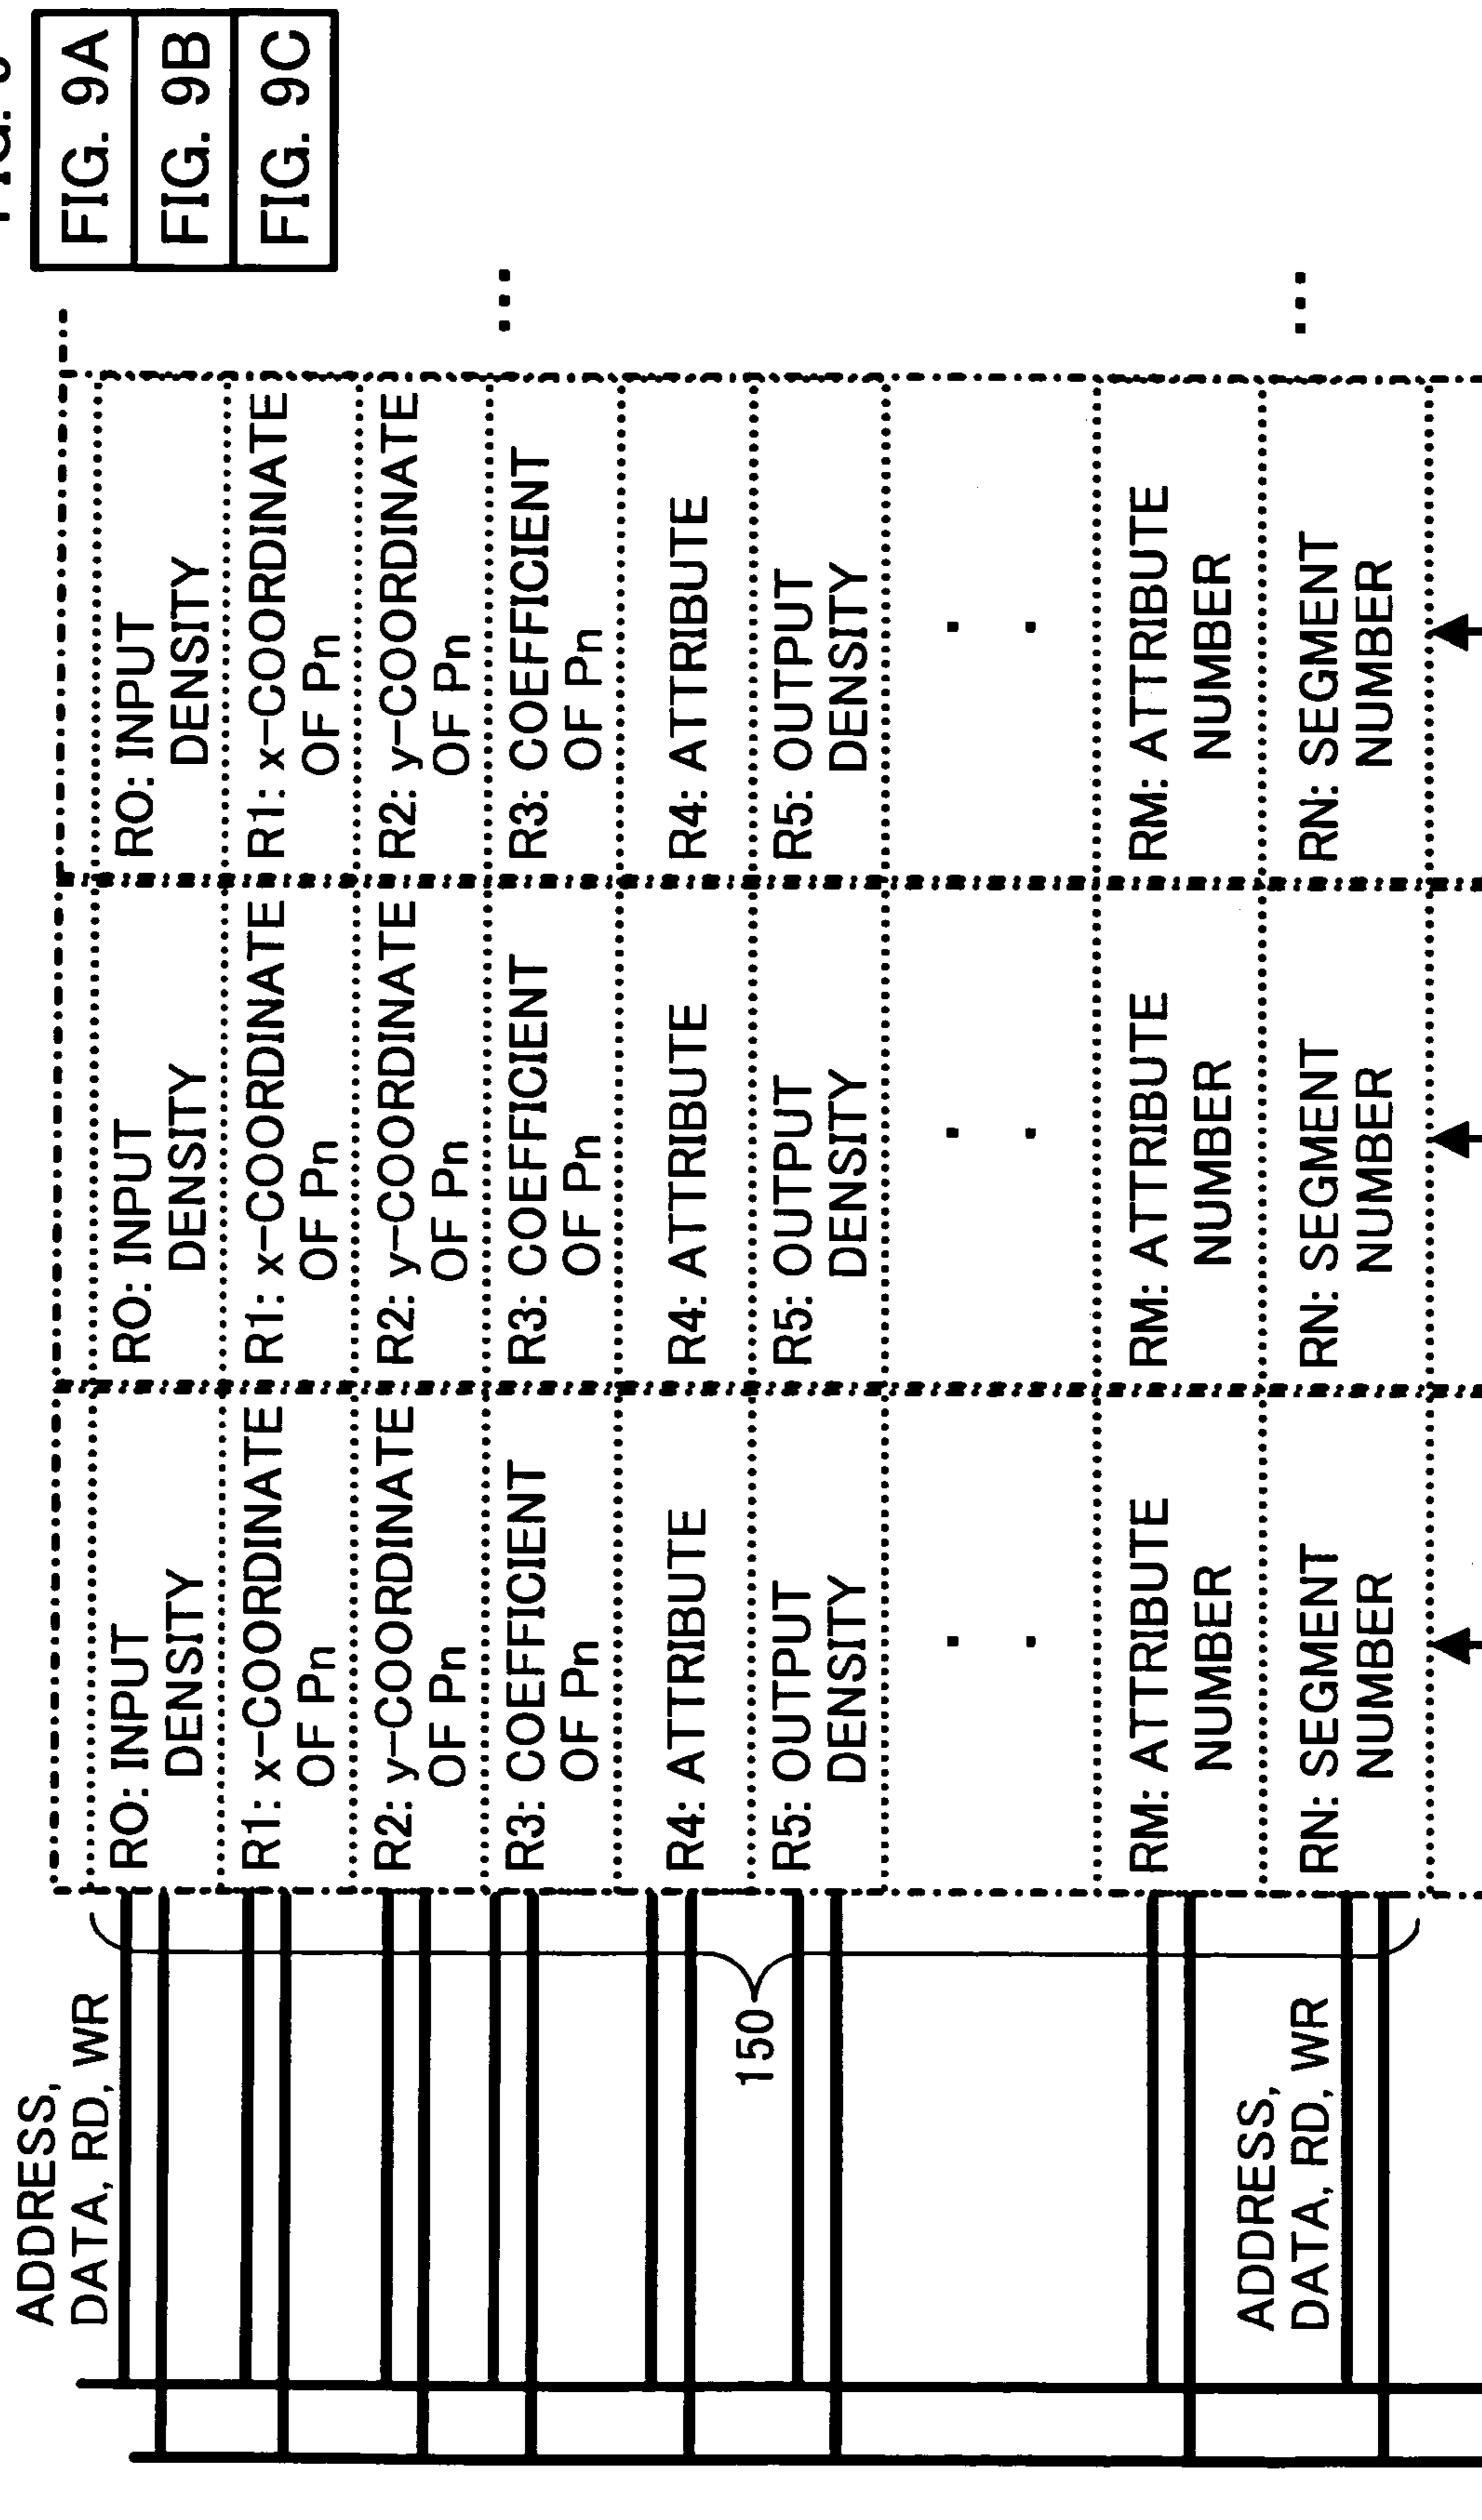 FIG. 9A
FIG. 9B
FIG. 9C
ADDRESS,
DATA, RD, WR
R0: INPUT
DENSITY
R1: x-COORDINATE
OF Pn
R2: y-COORDINATE
OF Pn
R3: COEFFICIENT
OF Pn
R4: ATTRIBUTE
R5: OUTPUT
DENSITY
RM: ATTRIBUTE
NUMBER
RN: SEGMENT
NUMBER
R0: INPUT
DENSITY
R1: x-COORDINATE
OF Pn
R2: y-COORDINATE
OF Pn
R3: COEFFICIENT
OF Pn
R4: ATTRIBUTE
R5: OUTPUT
DENSITY
RM: ATTRIBUTE
NUMBER
RN: SEGMENT
NUMBER
R0: INPUT
DENSITY
R1: x-COORDINATE
OF Pn
R2: y-COORDINATE
OF Pn
R3: COEFFICIENT
OF Pn
R4: ATTRIBUTE
R5: OUTPUT
DENSITY
RM: ATTRIBUTE
NUMBER
RN: SEGMENT
NUMBER
150
ADDRESS,
DATA, RD, WR